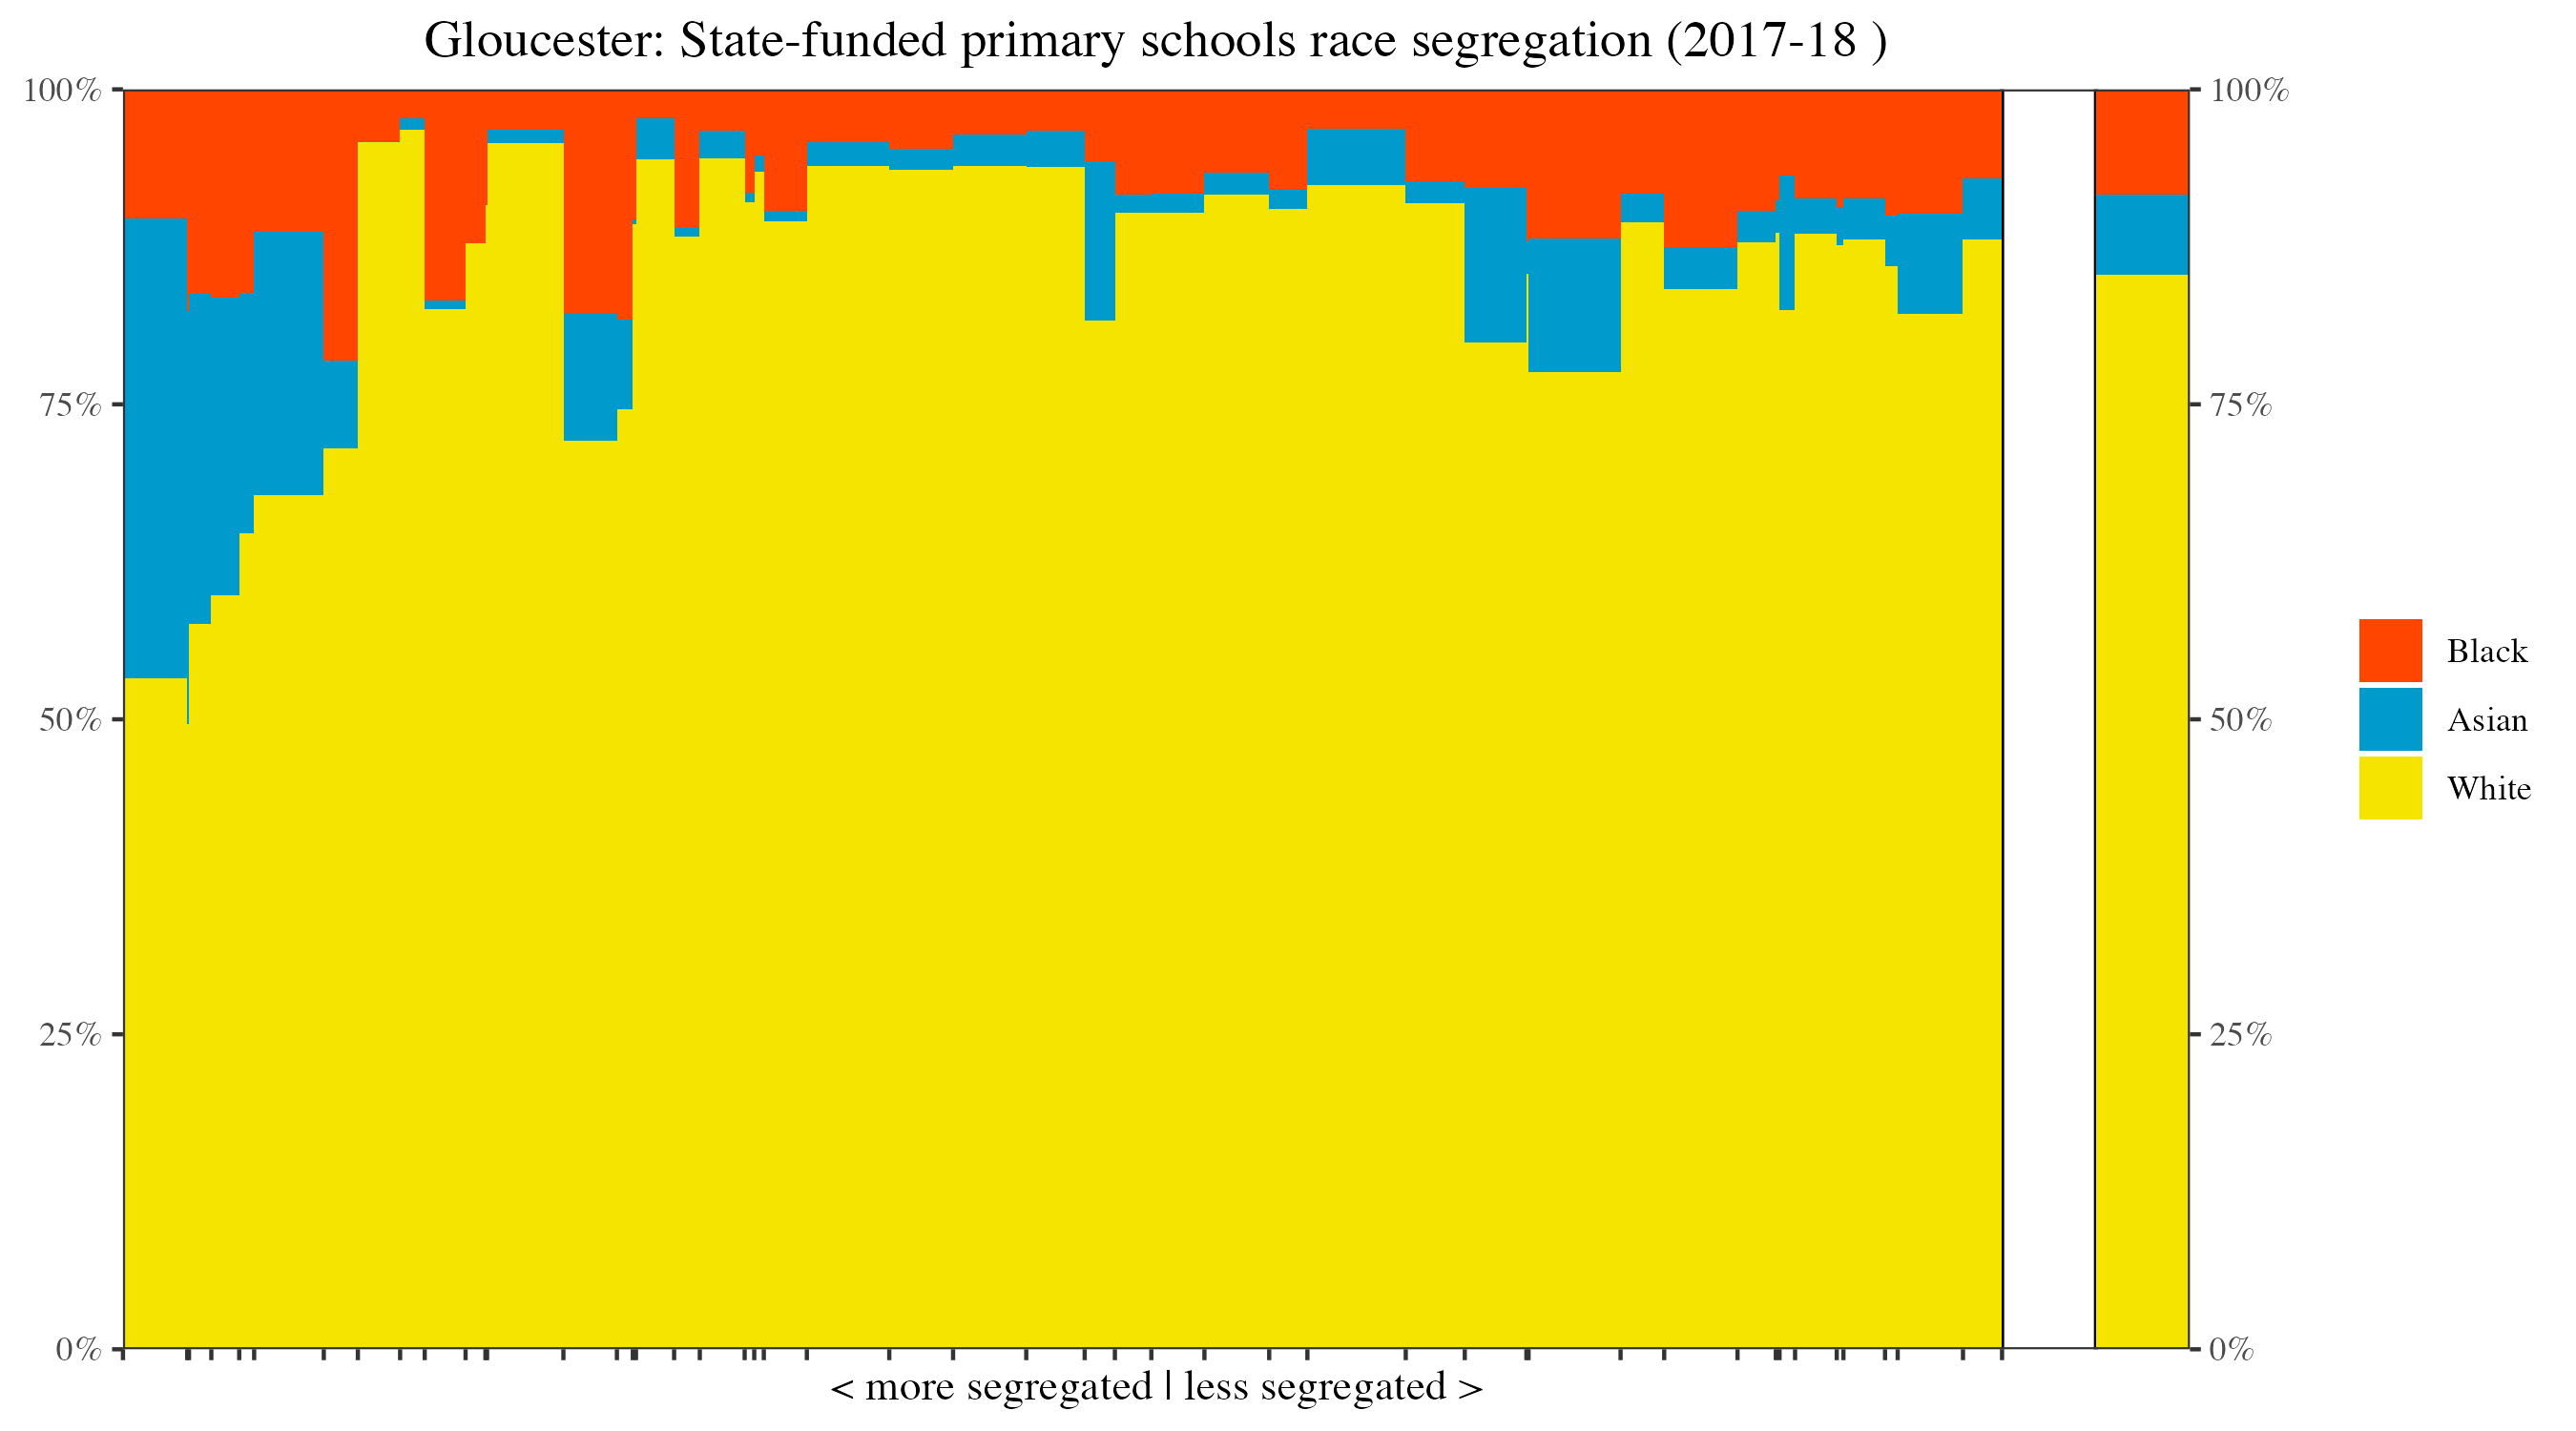 Gloucester: State-funded primary schools race segregation (2017-18 )
100%
75%
50%
25%
0%
100%
75%
50%
25%
0%
Black
Asian
White
< more segregated | less segregated >